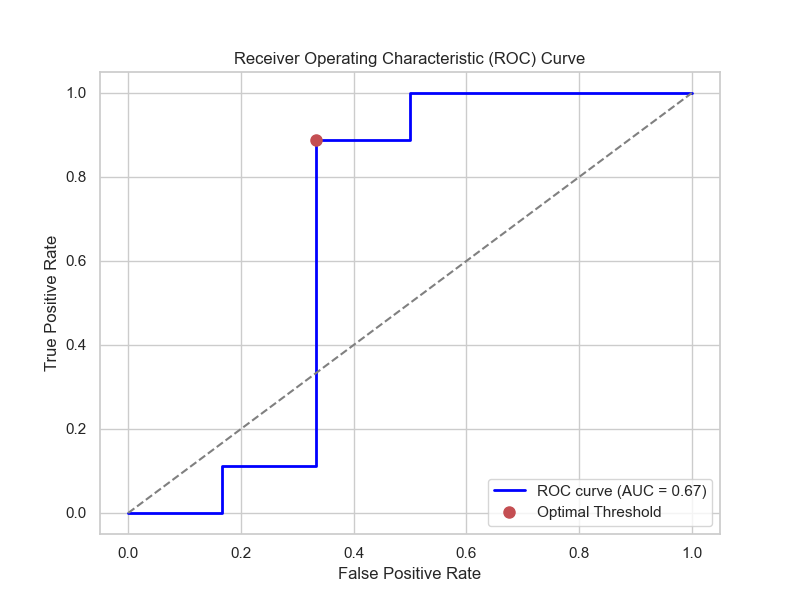 Receiver Operating Characteristic (ROC) Curve
True Positive Rate
1.0
0.8
0.6
0.4
0.2
0.0
ROC curve (AUC = 0.67)
Optimal Threshold
0.0 0.2 0.4 0.6 0.8 1.0
False Positive Rate